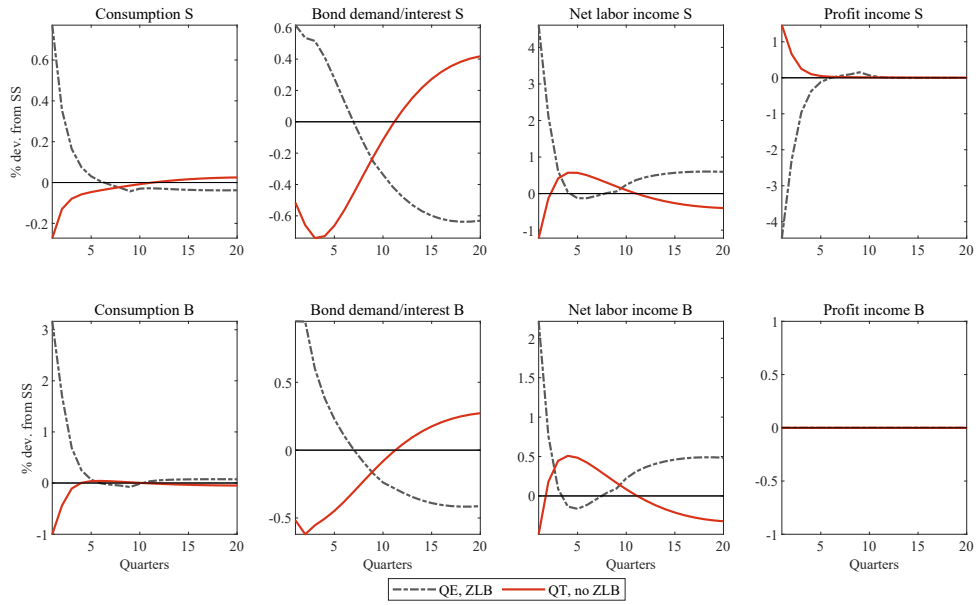 Consumption S
Bond demand/interest S
Net labor income S
Profit income S
% dev. from SS
0.6
0.4
0.2
0
-0.2
5 10 15 20
0.6
0.4
0.2
0
-0.2
-0.4
-0.6
5 10 15 20
4
3
2
1
0
-1
5 10 15 20
1
0
-1
-2
-3
-4
5 10 15 20
Consumption B
Bond demand/interest B
Net labor income B
Profit income B
% dev. from SS
3
2
1
0
-1
5 10 15 20
Quarters
0.5
0
-0.5
5 10 15 20
Quarters
2
1.5
1
0.5
0
5 10 15 20
Quarters
1
0.5
0
-0.5
-1
5 10 15 20
Quarters
QE, ZLB QT, no ZLB